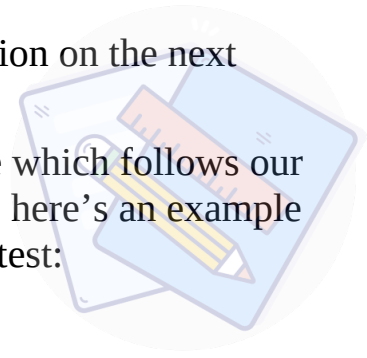 ion on the next
which follows our
here’s an example
test: